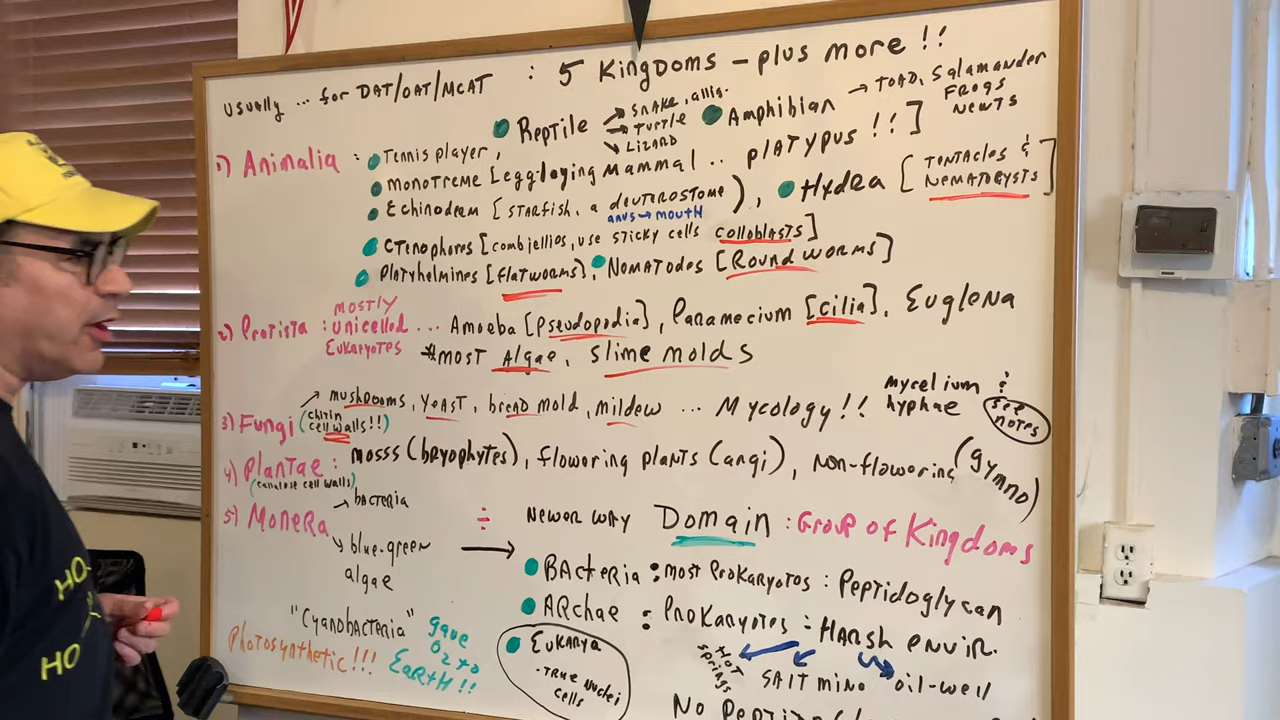 usually ... for DAT/OAT/MCAT : 5 Kingdoms - plus more !!
Reptile → Snake, allig.
→ Turtle
→ Lizard
Amphibian → Toad, Salamander
Frogs
Newts
1) Animalia : Tennis player,
Monotreme [egg-laying mammal .. platypus !!]
Echinoderm [starfish, a deuterostome), Hydra [Tentacles &
Nematocysts]
anus → mouth
Ctenophores [combjellies, use sticky cells colloblasts]
Platyhelmines [flatworms], Nematodes [Round worms]
2) Protista : mostly
unicelled
Eukaryotes
... Amoeba [Pseudopodia], Paramecium [cilia], Euglena
*most Algae, slime molds
3) Fungi → mushrooms, yeast, bread mold, mildew ... Mycology!!
(chitin
cell walls!!)
mycelium &
hyphae
see
notes
4) Plantae : mosss (bryophytes), flowering plants (angi), non-flowering (gymno)
(cellulose cell walls)
5) Monera → bacteria
→ blue-green
algae
"Cyanobacteria"
Photosynthetic!!!
gave
O2 to
Earth!!
÷ Newer way Domain : Group of Kingdoms
Bacteria : most Prokaryotes : Peptidoglycan
Archae : Prokaryotes : Harsh envir.
Hot
springs
salt mine
oil-well
Eukarya
- True nuclei
cells
No
HO
HO